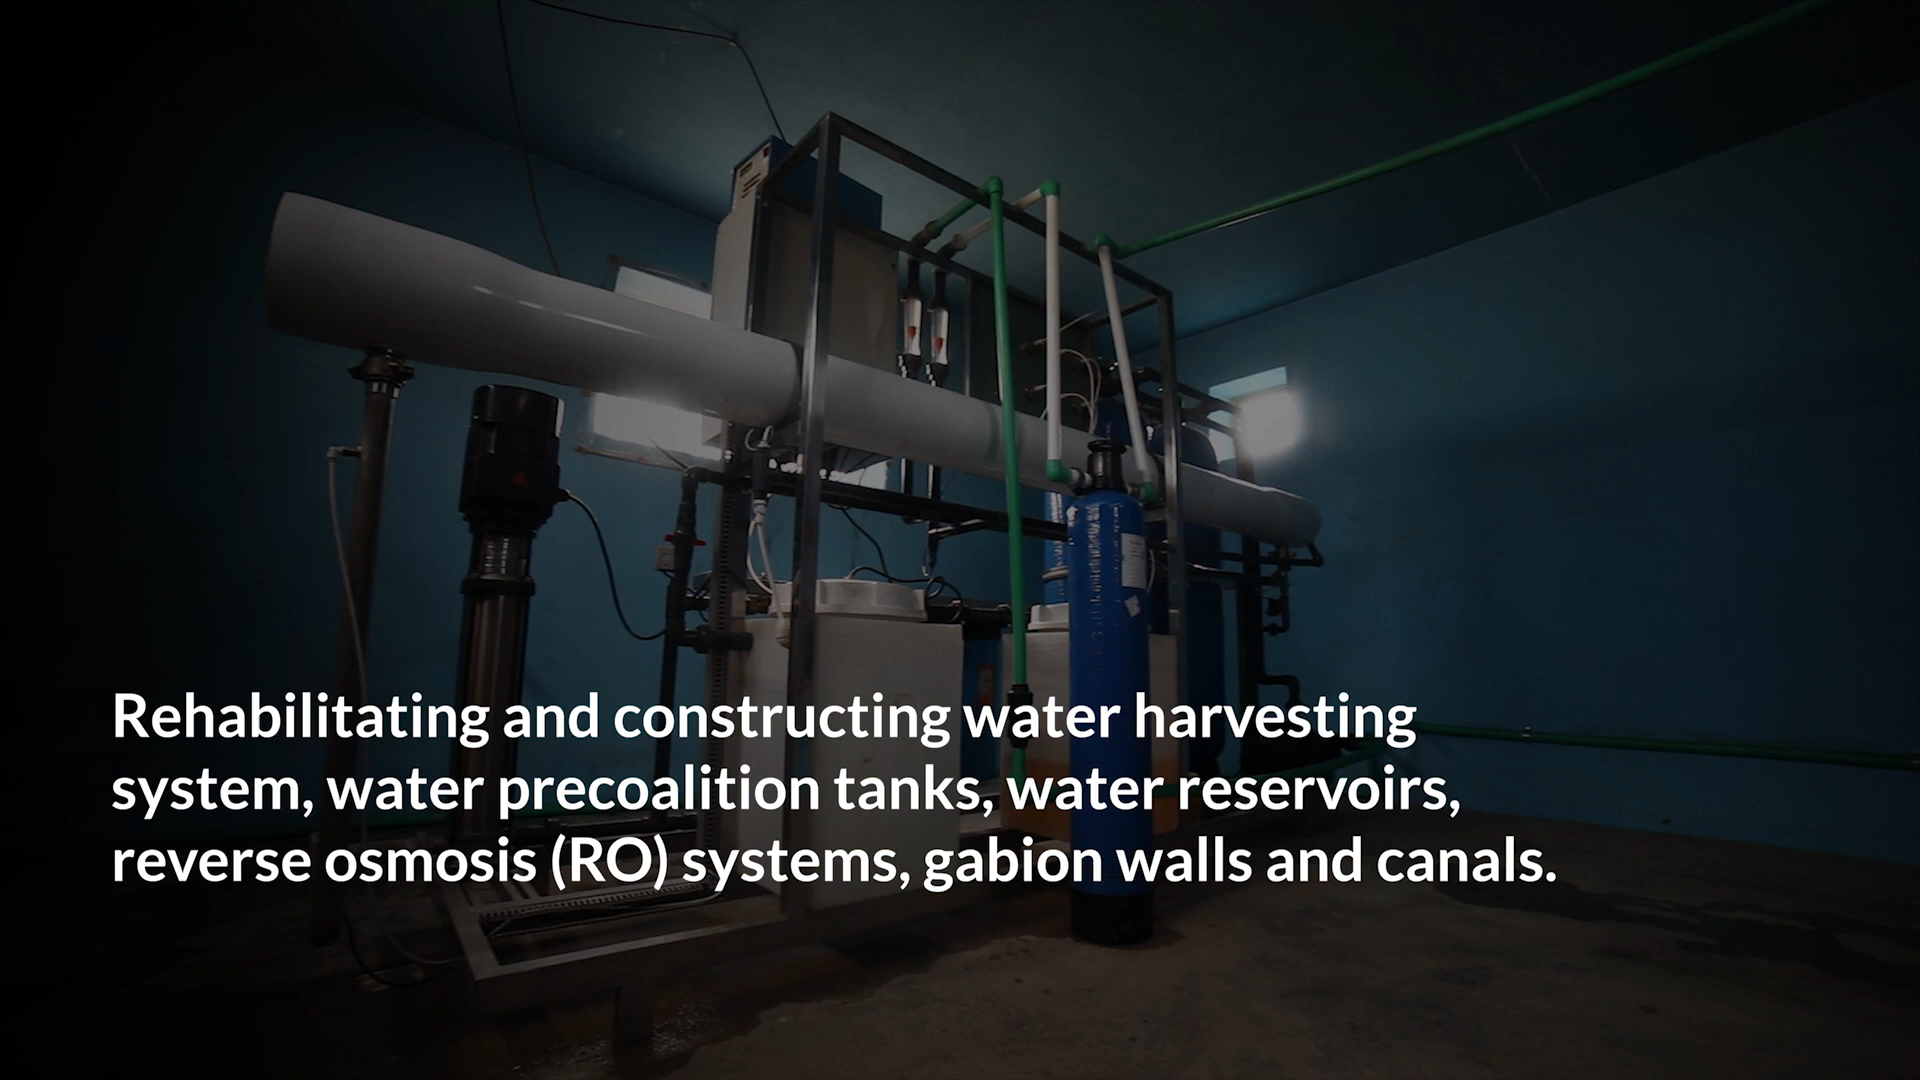 Rehabilitating and constructing water harvesting
system, water precoalition tanks, water reservoirs,
reverse osmosis (RO) systems, gabion walls and canals.